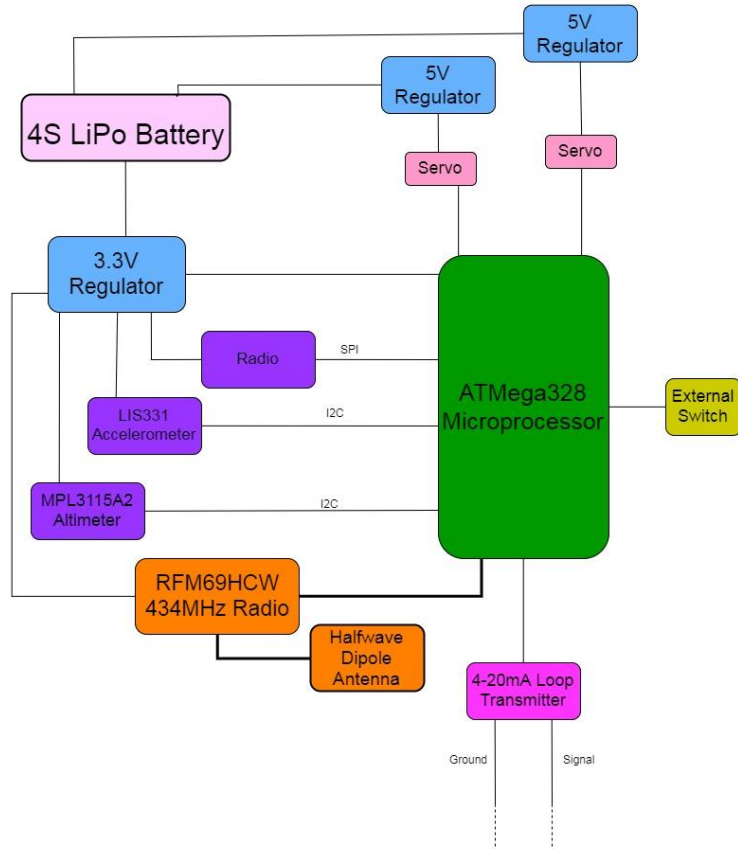 5V
Regulator
5V
Regulator
4S LiPo Battery
Servo
Servo
3.3V
Regulator
Radio
SPI
ATMega328
Microprocessor
External
Switch
LIS331
Accelerometer
I2C
MPL3115A2
Altimeter
I2C
RFM69HCW
434MHz Radio
Halfwave
Dipole
Antenna
4-20mA Loop
Transmitter
Ground
Signal